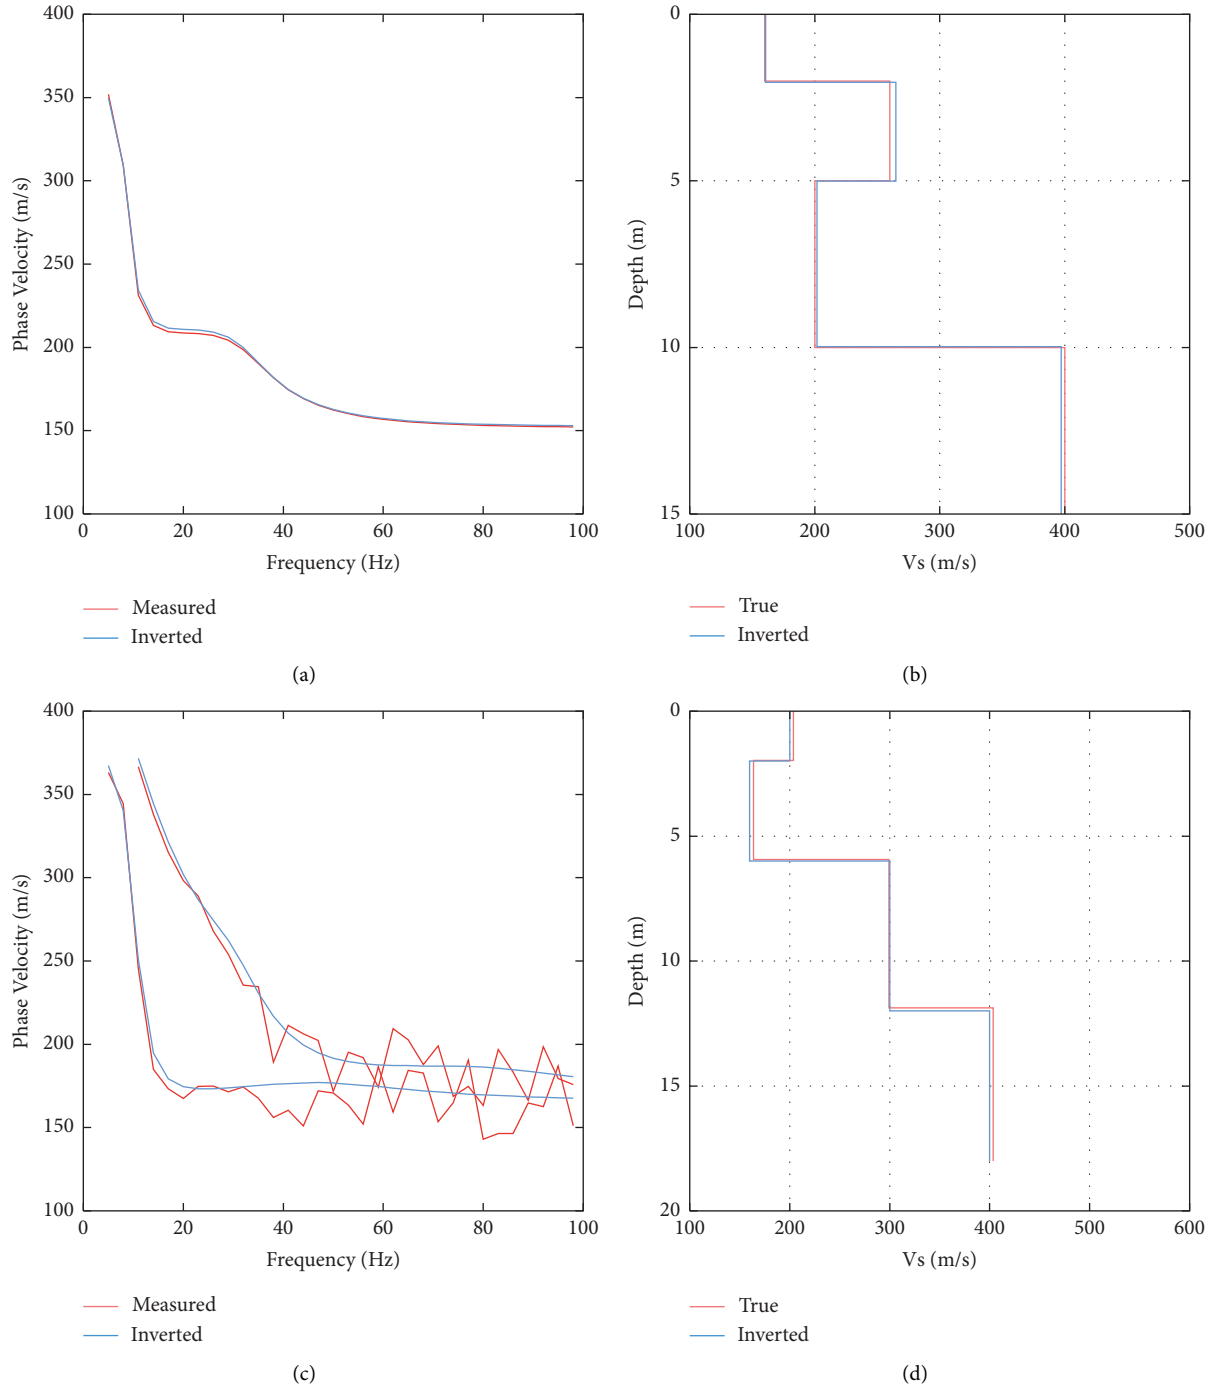 400
350
300
250
200
150
100
Phase Velocity (m/s)
0 20 40 60 80 100
Frequency (Hz)
Measured
Inverted
(a)
0
5
10
15
Depth (m)
100 200 300 400 500
Vs (m/s)
True
Inverted
(b)
400
350
300
250
200
150
100
Phase Velocity (m/s)
0 20 40 60 80 100
Frequency (Hz)
Measured
Inverted
(c)
0
5
10
15
20
Depth (m)
100 200 300 400 500 600
Vs (m/s)
True
Inverted
(d)